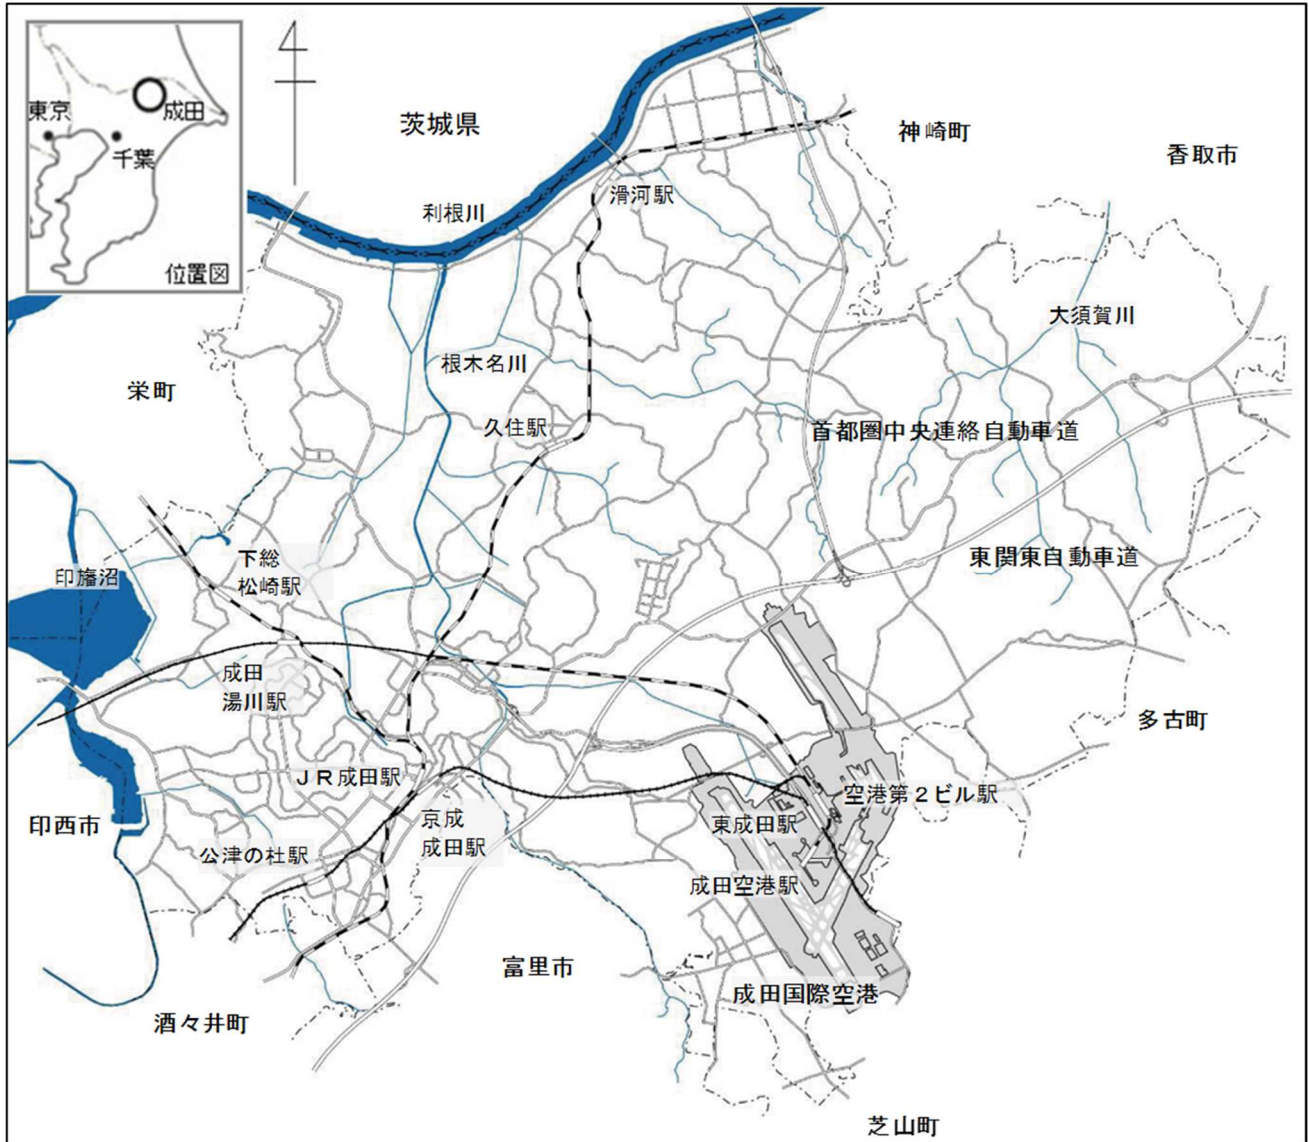 東京
成田
千葉
位置図
茨城県
神崎町
香取市
滑河駅
利根川
大須賀川
根木名川
栄町
久住駅
首都圏中央連絡自動車道
下総
松崎駅
東関東自動車道
印旛沼
成田
湯川駅
多古町
JR成田駅
空港第2ビル駅
京成
成田駅
東成田駅
印西市
公津の杜駅
成田空港駅
富里市
成田国際空港
酒々井町
芝山町